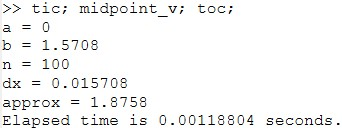 >> tic; midpoint_v; toc;
a = 0
b = 1.5708
n = 100
dx = 0.015708
approx = 1.8758
Elapsed time is 0.00118804 seconds.